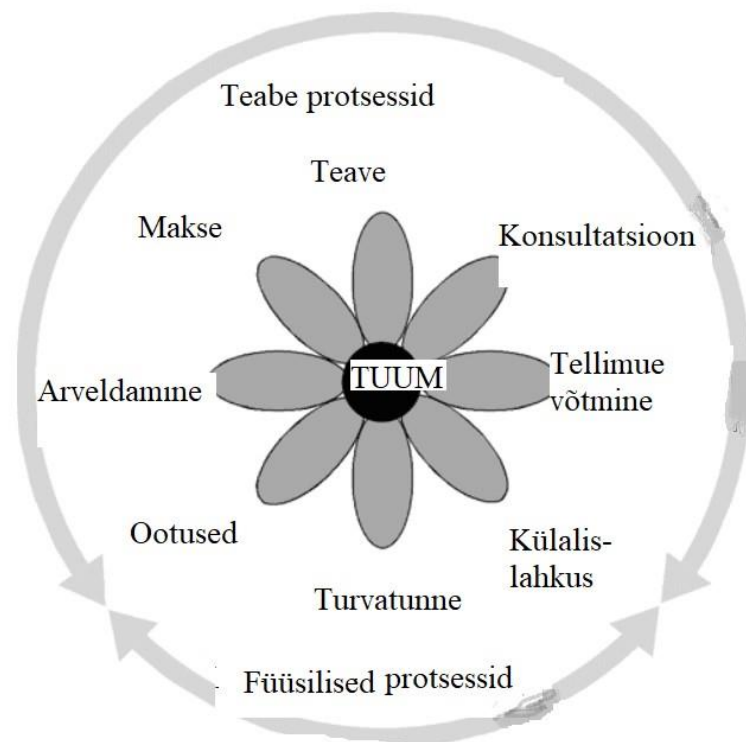 Teabe protsessid
Teave
Makse
Konsultatsioon
TUUM
Arveldamine
Tellimue
võtmine
Ootused
Külalis-
lahkus
Turvatunne
Füüsilised protsessid